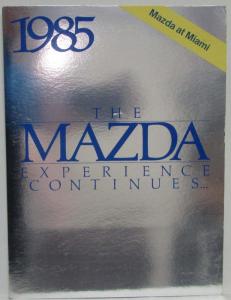 1985
Mazda at Miami
THE
MAZDA
EXPERIENCE
CONTINUES...